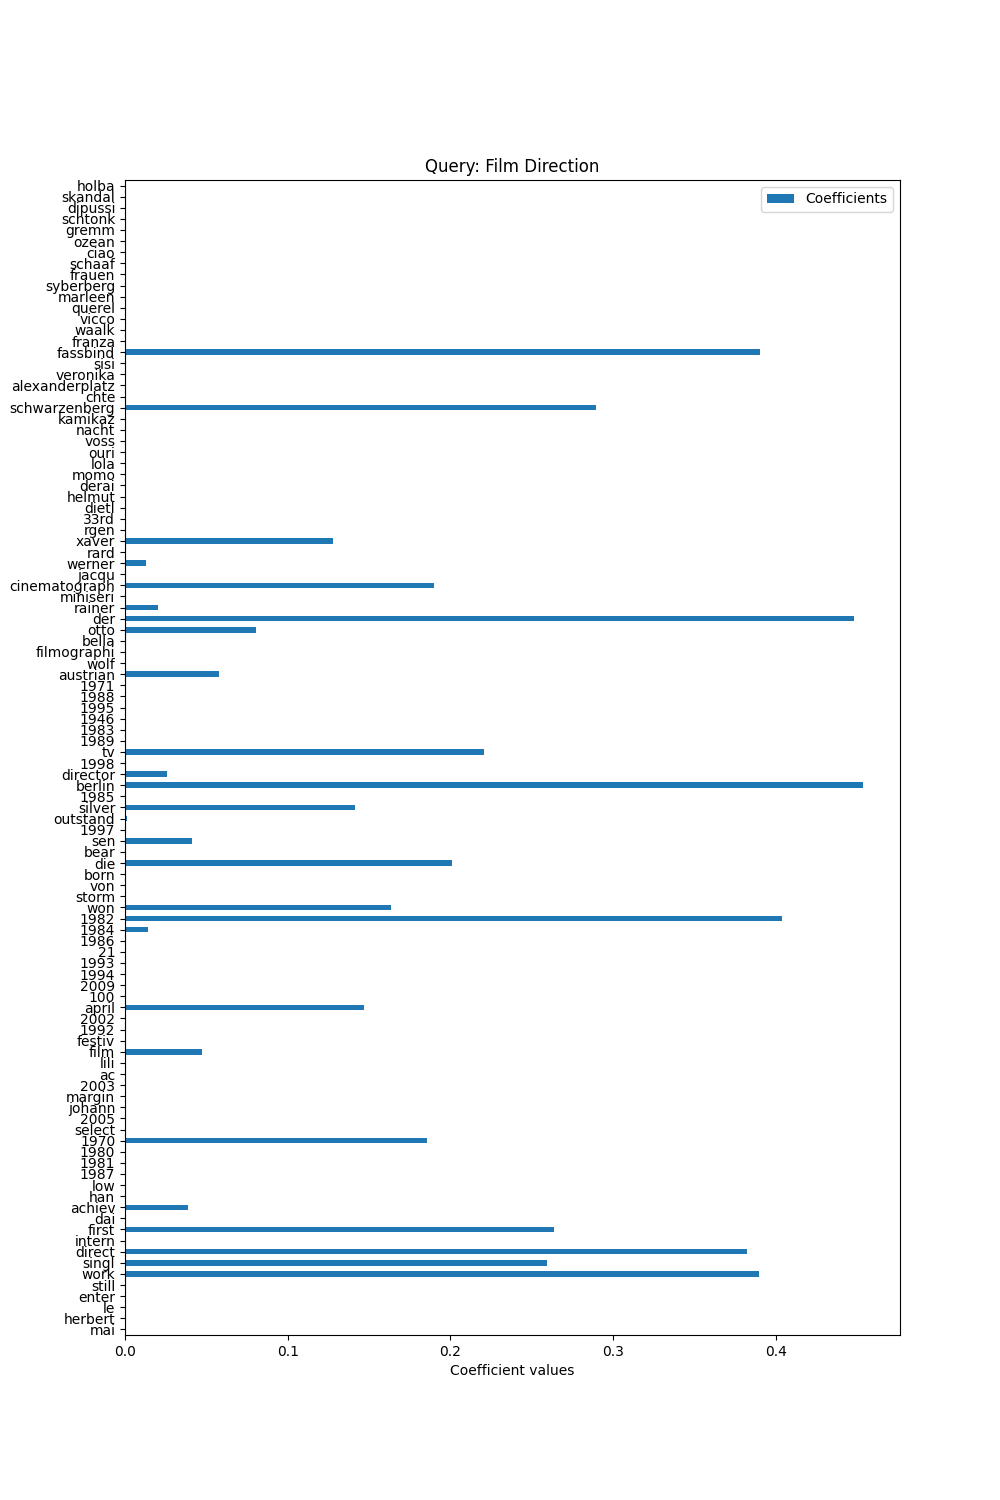 Query: Film Direction
Coefficients
holba
skandal
dipussi
schtonk
gremm
ozean
ciao
schaaf
frauen
syberberg
marleen
querel
vicco
waalk
franza
fassbind
sisi
veronika
alexanderplatz
chte
schwarzenberg
kamikaz
nacht
voss
ouri
lola
momo
derai
helmut
dietl
33rd
rgen
xaver
rard
werner
jacqu
cinematograph
miniseri
rainer
der
otto
bella
filmographi
wolf
austrian
1971
1988
1995
1946
1983
1989
tv
1998
director
berlin
1985
silver
outstand
1997
sen
bear
die
born
von
storm
won
1982
1984
1986
21
1993
1994
2009
100
april
2002
1992
festiv
film
lili
ac
2003
margin
johann
2005
select
1970
1980
1981
1987
low
han
achiev
dai
first
intern
direct
singl
work
still
enter
le
herbert
mai
0.0 0.1 0.2 0.3 0.4
Coefficient values